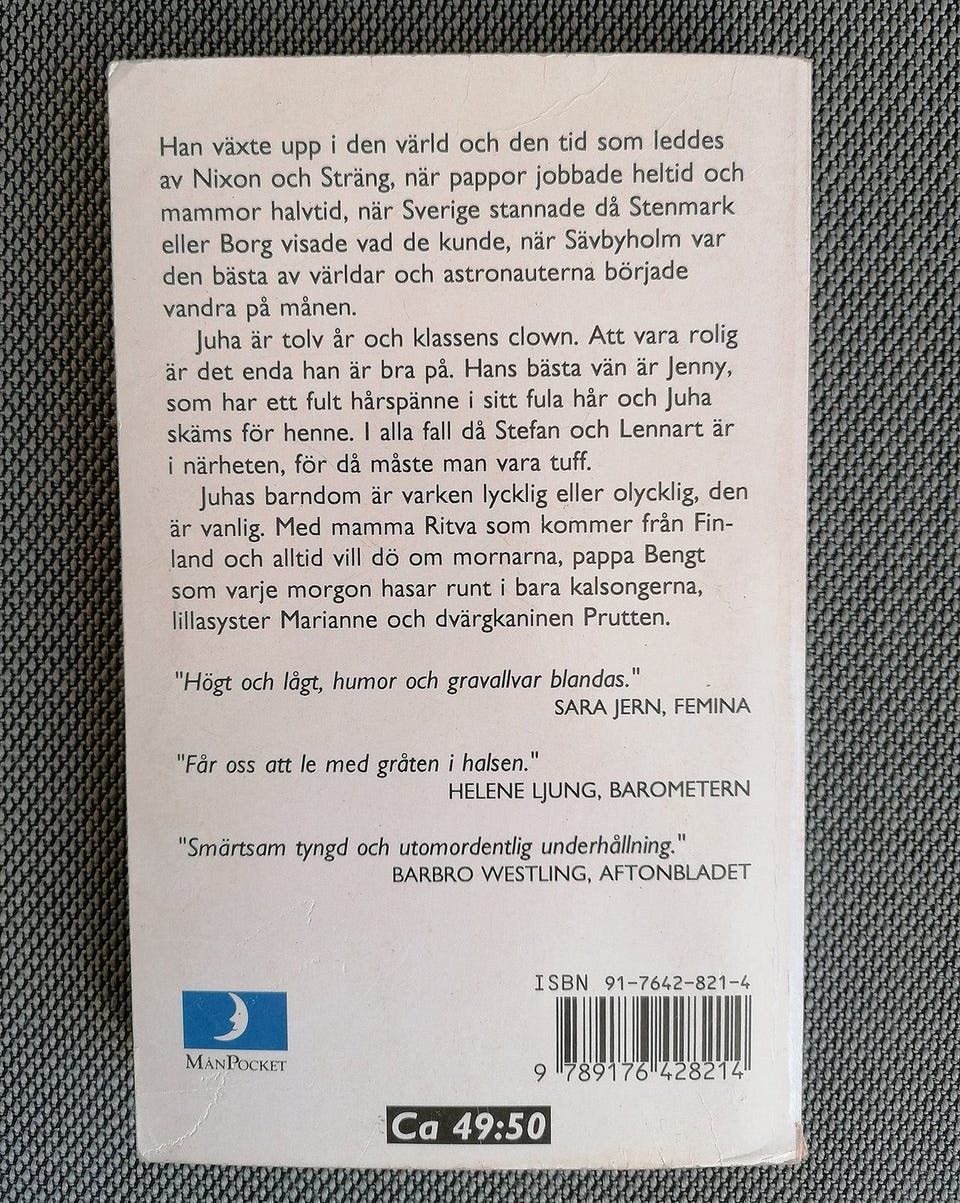 Han växte upp i den värld och den tid som leddes
av Nixon och Sträng, när pappor jobbade heltid och
mammor halvtid, när Sverige stannade då Stenmark
eller Borg visade vad de kunde, när Sävbyholm var
den bästa av världar och astronauterna började
vandra på månen.
Juha är tolv år och klassens clown. Att vara rolig
är det enda han är bra på. Hans bästa vän är Jenny,
som har ett fult hårspänne i sitt fula hår och Juha
skäms för henne. I alla fall då Stefan och Lennart är
i närheten, för då måste man vara tuff.
Juhas barndom är varken lycklig eller olycklig, den
är vanlig. Med mamma Ritva som kommer från Fin-
land och alltid vill dö om mornarna, pappa Bengt
som varje morgon hasar runt i bara kalsongerna,
lillasyster Marianne och dvärgkaninen Prutten.
"Högt och lågt, humor och gravallvar blandas."
SARA JERN, FEMINA
"Får oss att le med gråten i halsen."
HELENE LJUNG, BAROMETERN
"Smärtsam tyngd och utomordentlig underhållning."
BARBRO WESTLING, AFTONBLADET
ISBN 91-7642-821-4
9 789176 428214
MÅNPOCKET
Ca 49:50